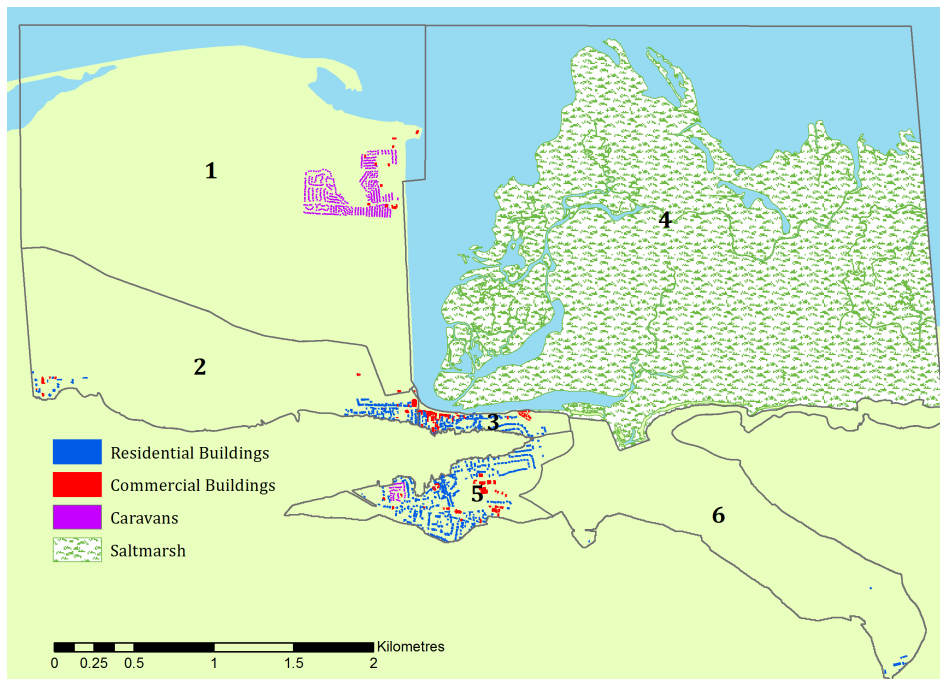 1
4
2
3
Residential Buildings
Commercial Buildings
5
Caravans
6
Saltmarsh
Kilometres
0 0.25 0.5 1 1.5 2